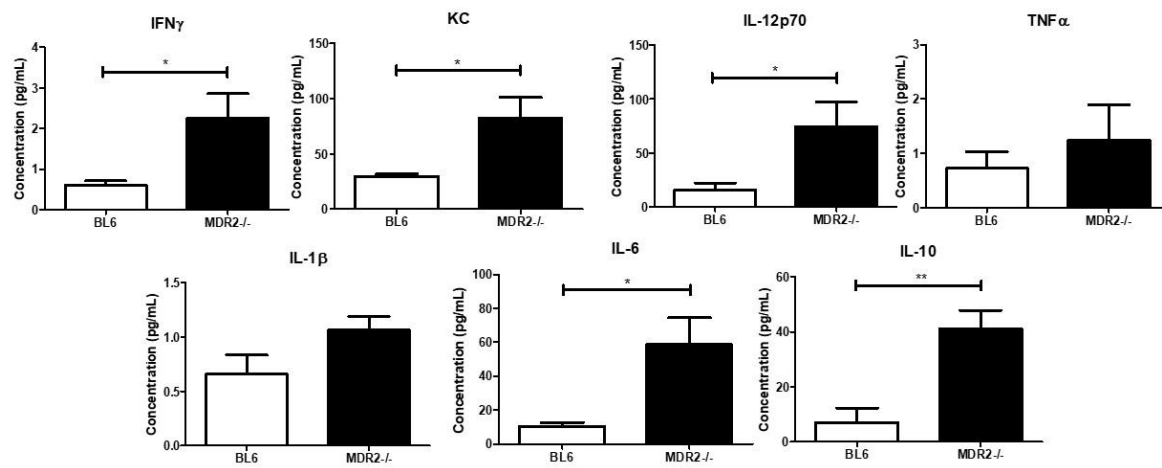 IFNγ
Concentration (pg/mL)
4
3
2
1
0
*
BL6
MDR2-/-
KC
Concentration (pg/mL)
150
100
50
0
*
BL6
MDR2-/-
IL-12p70
Concentration (pg/mL)
150
100
50
0
*
BL6
MDR2-/-
TNFα
Concentration (pg/mL)
3
2
1
0
BL6
MDR2-/-
IL-1β
Concentration (pg/mL)
1.5
1.0
0.5
0.0
BL6
MDR2-/-
IL-6
Concentration (pg/mL)
100
80
60
40
20
0
*
BL6
MDR2-/-
IL-10
Concentration (pg/mL)
60
40
20
0
**
BL6
MDR2-/-